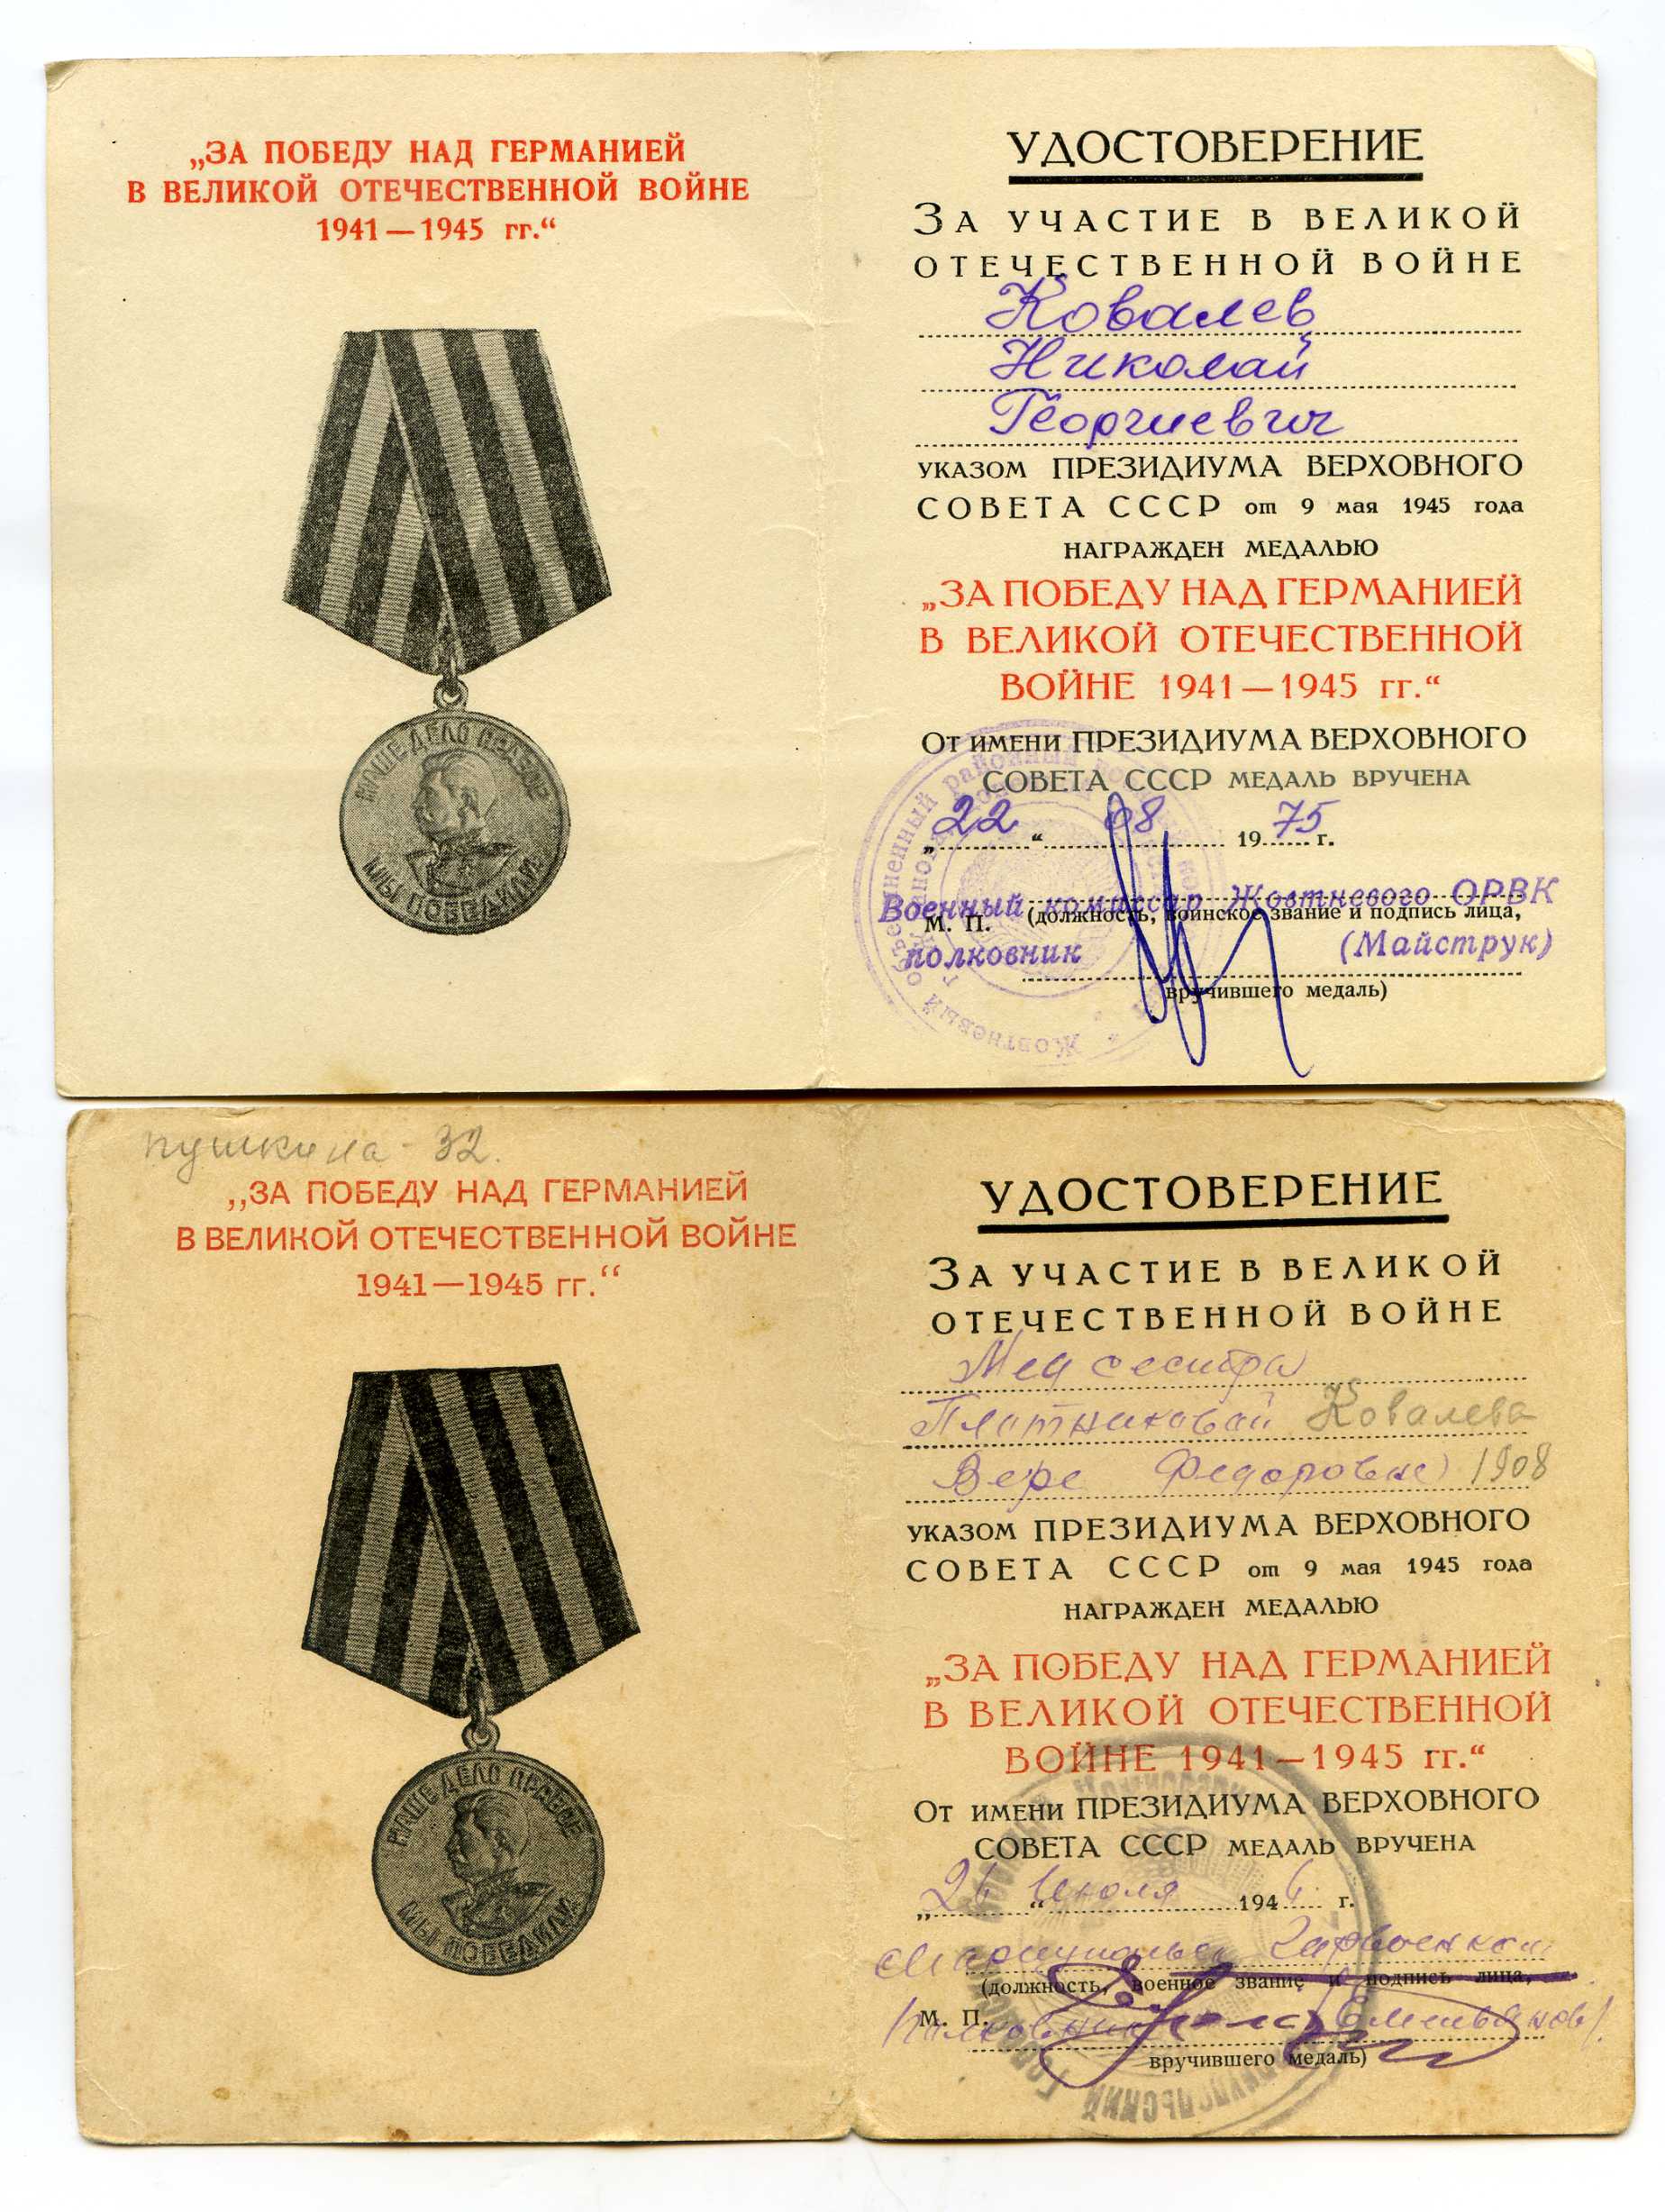 „ЗА ПОБЕДУ НАД ГЕРМАНИЕЙ
В ВЕЛИКОЙ ОТЕЧЕСТВЕННОЙ ВОЙНЕ
1941—1945 гг.“
НАШЕ ДЕЛО ПРАВОЕ
МЫ ПОБЕДИЛИ
УДОСТОВЕРЕНИЕ
ЗА УЧАСТИЕ В ВЕЛИКОЙ
ОТЕЧЕСТВЕННОЙ ВОЙНЕ
Ковалев
Николай
Георгиевич
УКАЗОМ ПРЕЗИДИУМА ВЕРХОВНОГО
СОВЕТА СССР от 9 мая 1945 года
НАГРАЖДЕН МЕДАЛЬЮ
„ЗА ПОБЕДУ НАД ГЕРМАНИЕЙ
В ВЕЛИКОЙ ОТЕЧЕСТВЕННОЙ
ВОЙНЕ 1941—1945 гг.“
ОТ ИМЕНИ ПРЕЗИДИУМА ВЕРХОВНОГО
СОВЕТА СССР МЕДАЛЬ ВРУЧЕНА
„22“ 08 1975 г.
Военный комиссар Жовтневого ОРВК
М. П. (должность, воинское звание и подпись лица,
полковник (Майструк)
вручившего медаль)
Пушкина - 32.
„ЗА ПОБЕДУ НАД ГЕРМАНИЕЙ
В ВЕЛИКОЙ ОТЕЧЕСТВЕННОЙ ВОЙНЕ
1941—1945 гг.“
НАШЕ ДЕЛО ПРАВОЕ
МЫ ПОБЕДИЛИ
УДОСТОВЕРЕНИЕ
ЗА УЧАСТИЕ В ВЕЛИКОЙ
ОТЕЧЕСТВЕННОЙ ВОЙНЕ
Медсестра
Плотниковой Ковалева
Вере Федоровне 1908
УКАЗОМ ПРЕЗИДИУМА ВЕРХОВНОГО
СОВЕТА СССР от 9 мая 1945 года
НАГРАЖДЕН МЕДАЛЬЮ
„ЗА ПОБЕДУ НАД ГЕРМАНИЕЙ
В ВЕЛИКОЙ ОТЕЧЕСТВЕННОЙ
ВОЙНЕ 1941—1945 гг.“
ОТ ИМЕНИ ПРЕЗИДИУМА ВЕРХОВНОГО
СОВЕТА СССР МЕДАЛЬ ВРУЧЕНА
„26“ Июля 1946 г.
(должность, военное звание и подпись лица,
М. П.
вручившего медаль)